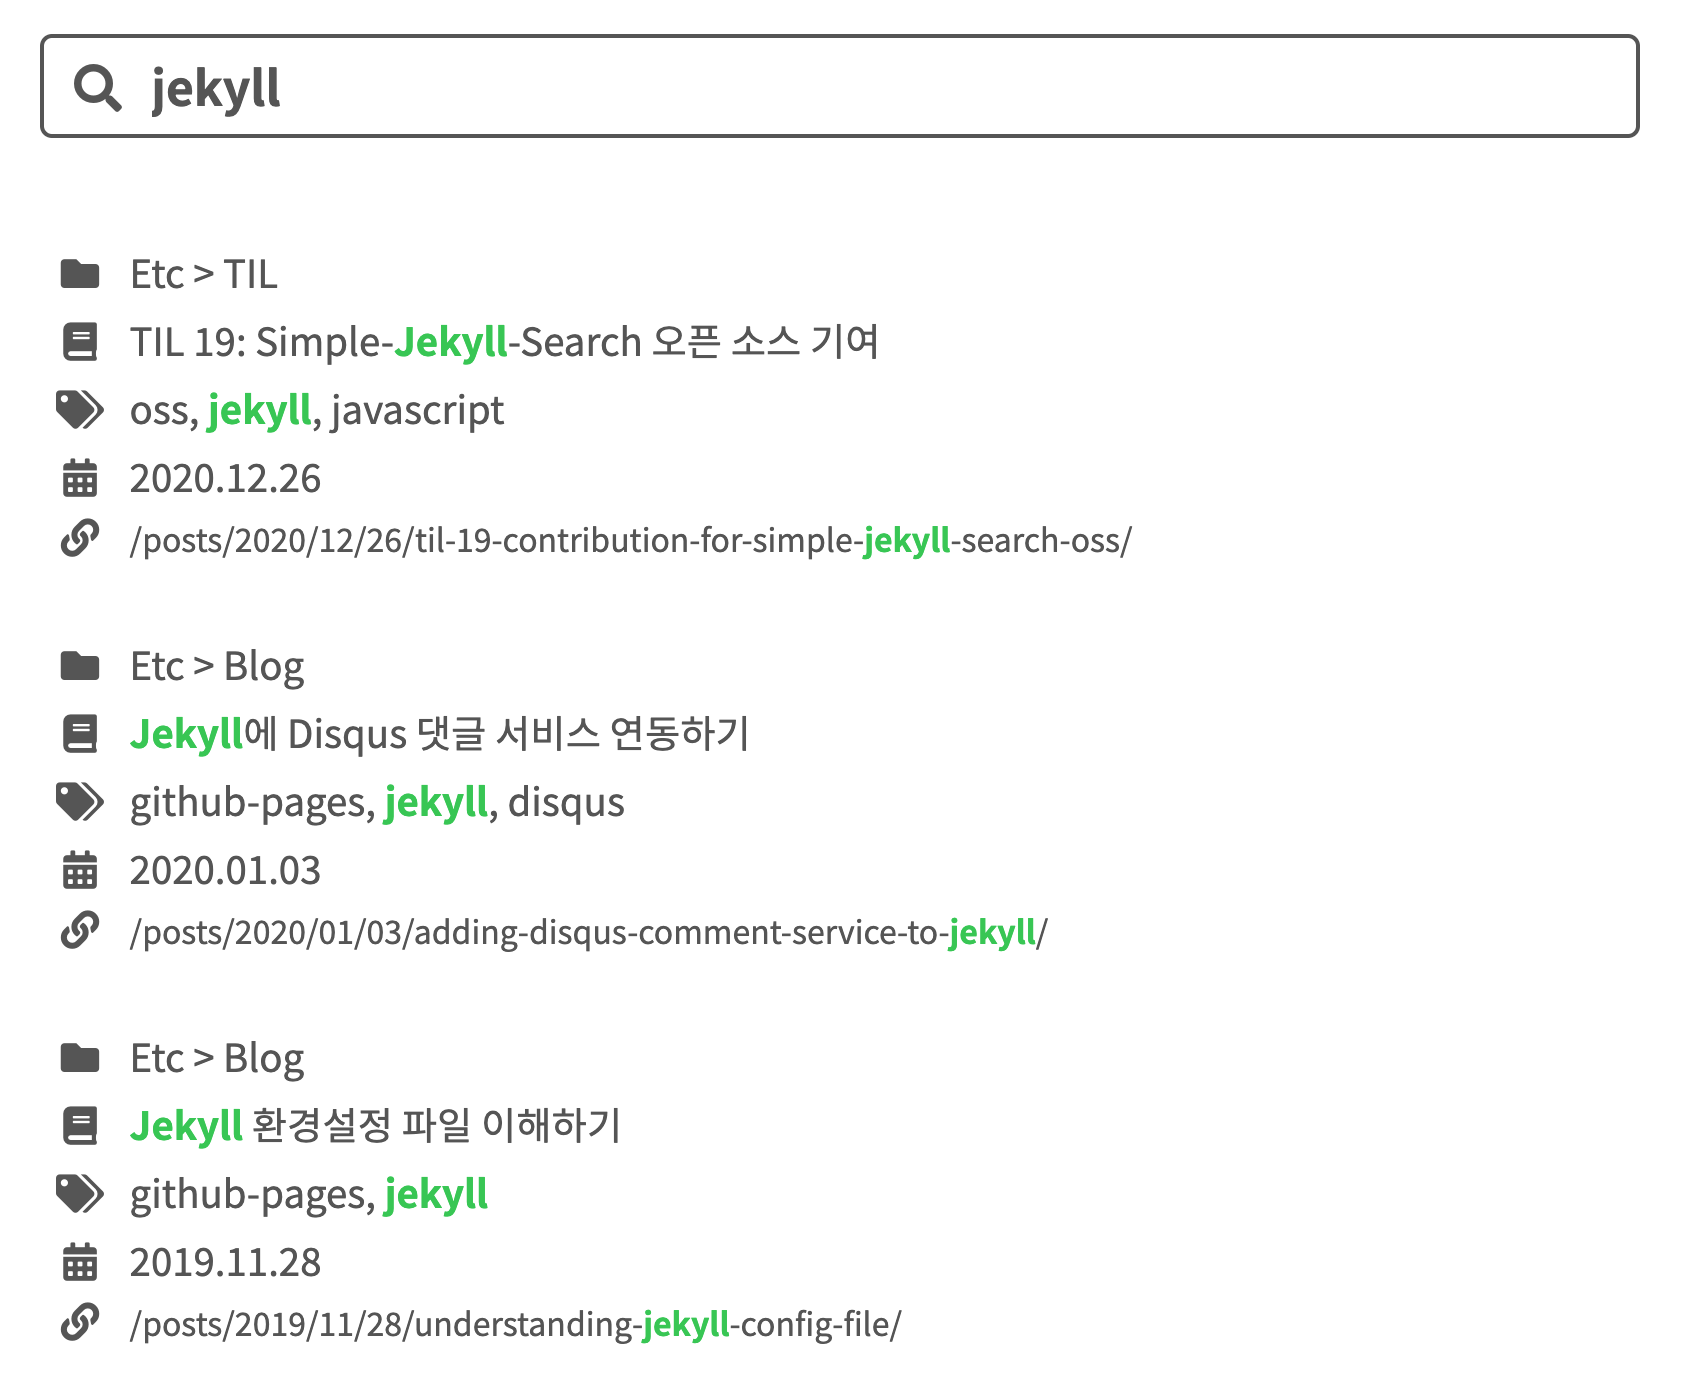 jekyll
Etc > TIL
TIL 19: Simple-Jekyll-Search 오픈 소스 기여
oss, jekyll, javascript
2020.12.26
/posts/2020/12/26/til-19-contribution-for-simple-jekyll-search-oss/
Etc > Blog
Jekyll에 Disqus 댓글 서비스 연동하기
github-pages, jekyll, disqus
2020.01.03
/posts/2020/01/03/adding-disqus-comment-service-to-jekyll/
Etc > Blog
Jekyll 환경설정 파일 이해하기
github-pages, jekyll
2019.11.28
/posts/2019/11/28/understanding-jekyll-config-file/